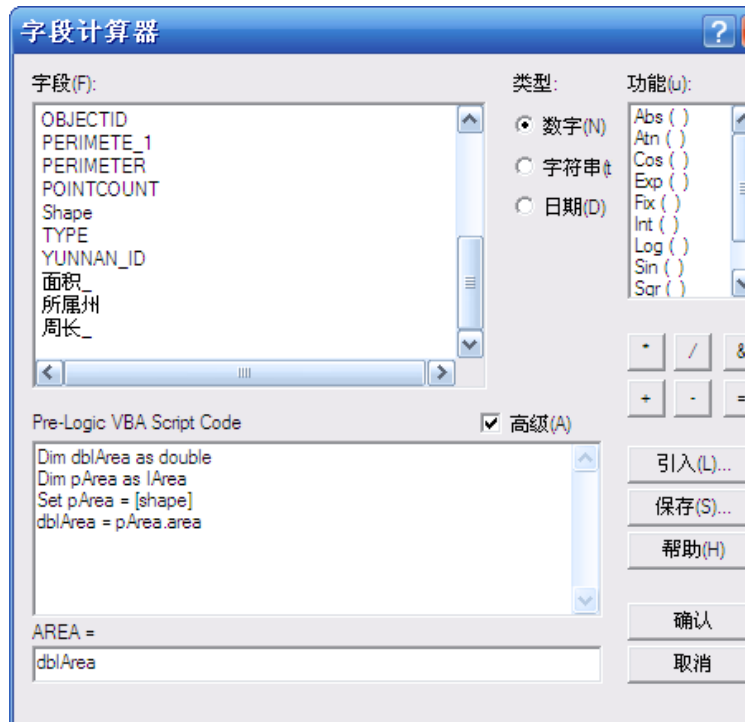 字段计算器
字段(F):
OBJECTID
PERIMETE_1
PERIMETER
POINTCOUNT
Shape
TYPE
YUNNAN_ID
面积_
所属州
周长_
类型:
数字(N)
字符串(t
日期(D)
功能(u):
Abs ( )
Atn ( )
Cos ( )
Exp ( )
Fix ( )
Int ( )
Log ( )
Sin ( )
Sqr ( )
* / &
+ - =
Pre-Logic VBA Script Code
高级(A)
Dim dblArea as double
Dim pArea as IArea
Set pArea = [shape]
dblArea = pArea.area
AREA =
dblArea
引入(L)...
保存(S)...
帮助(H)
确认
取消